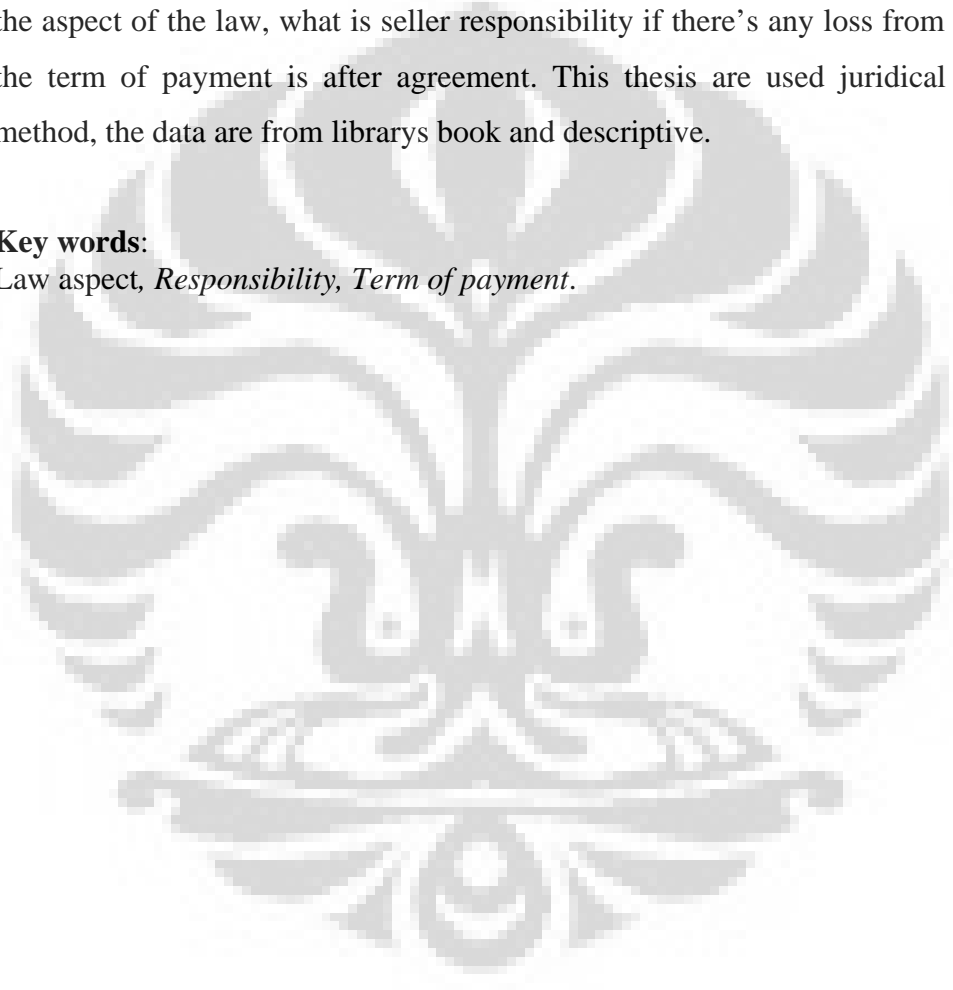 the aspect of the law, what is seller responsibility if there’s any loss from
the term of payment is after agreement. This thesis are used juridical
method, the data are from librarys book and descriptive.
Key words:
Law aspect, Responsibility, Term of payment.